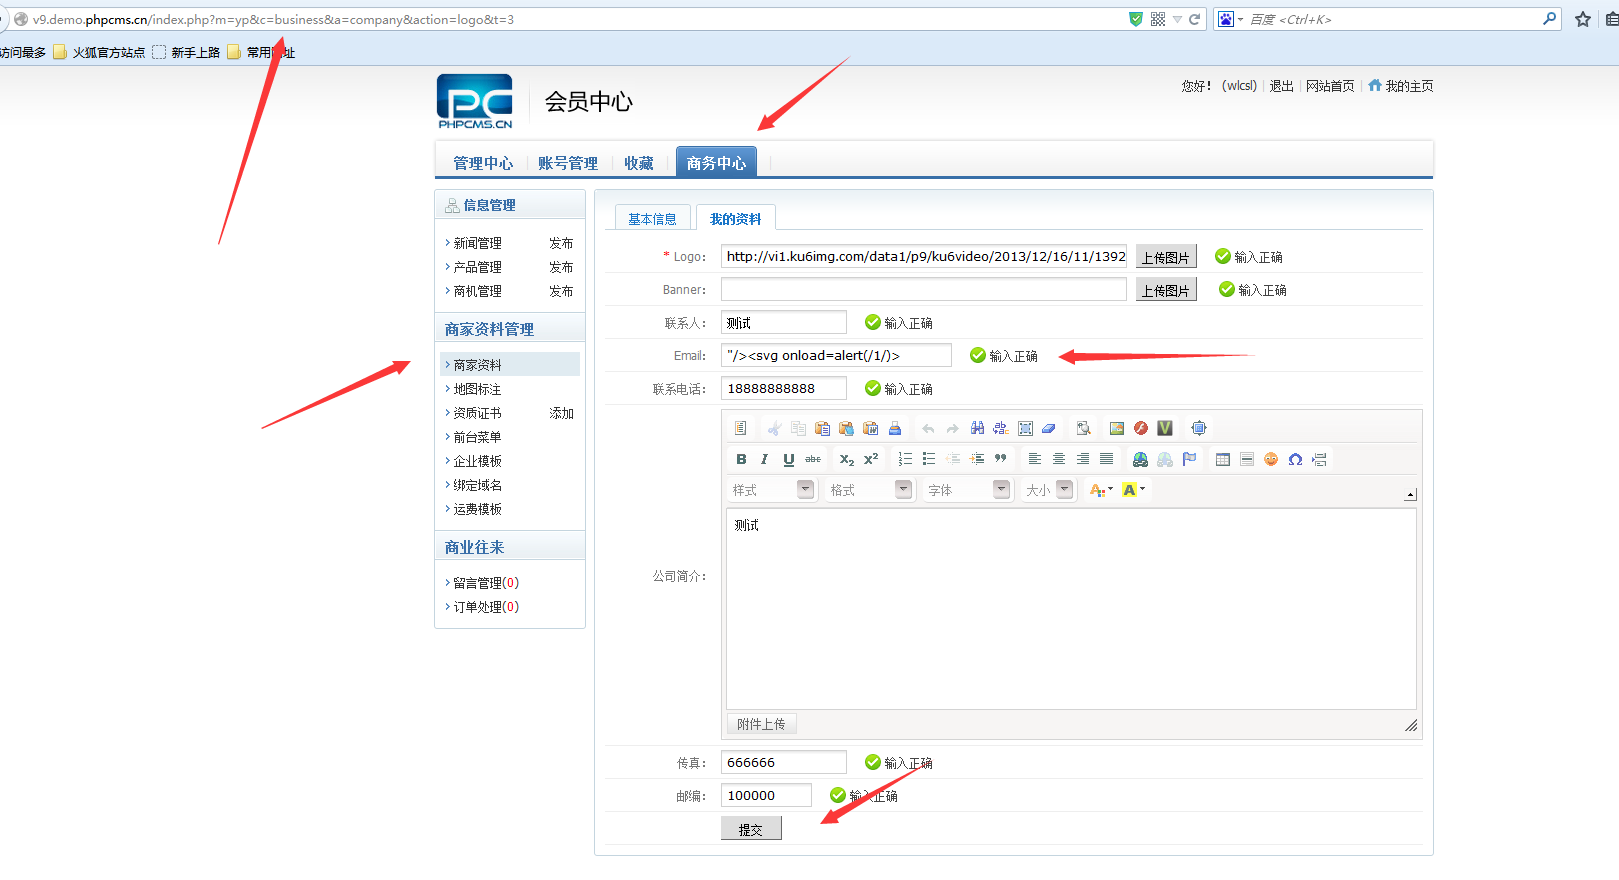 v9.demo.phpcms.cn/index.php?m=yp&c=business&a=company&action=logo&t=3
百度 <Ctrl+K>
访问最多 火狐官方站点 新手上路 常用网址
PC
PHPCMS.CN
会员中心
您好！ (wlcsl) 退出 网站首页 我的主页
管理中心 账号管理 收藏 商务中心
信息管理
新闻管理 发布
产品管理 发布
商机管理 发布
商家资料管理
商家资料
地图标注
资质证书 添加
前台菜单
企业模板
绑定域名
运费模板
商业往来
留言管理(0)
订单处理(0)
基本信息 我的资料
* Logo： http://vi1.ku6img.com/data1/p9/ku6video/2013/12/16/11/1392 上传图片 输入正确
Banner： 上传图片 输入正确
联系人： 测试 输入正确
Email： "/><svg onload=alert(/1/)> 输入正确
联系电话： 18888888888 输入正确
B I U abc X₂ X²
样式 格式 字体 大小 A A
公司简介：
测试
附件上传
传真： 666666 输入正确
邮编： 100000 输入正确
提交